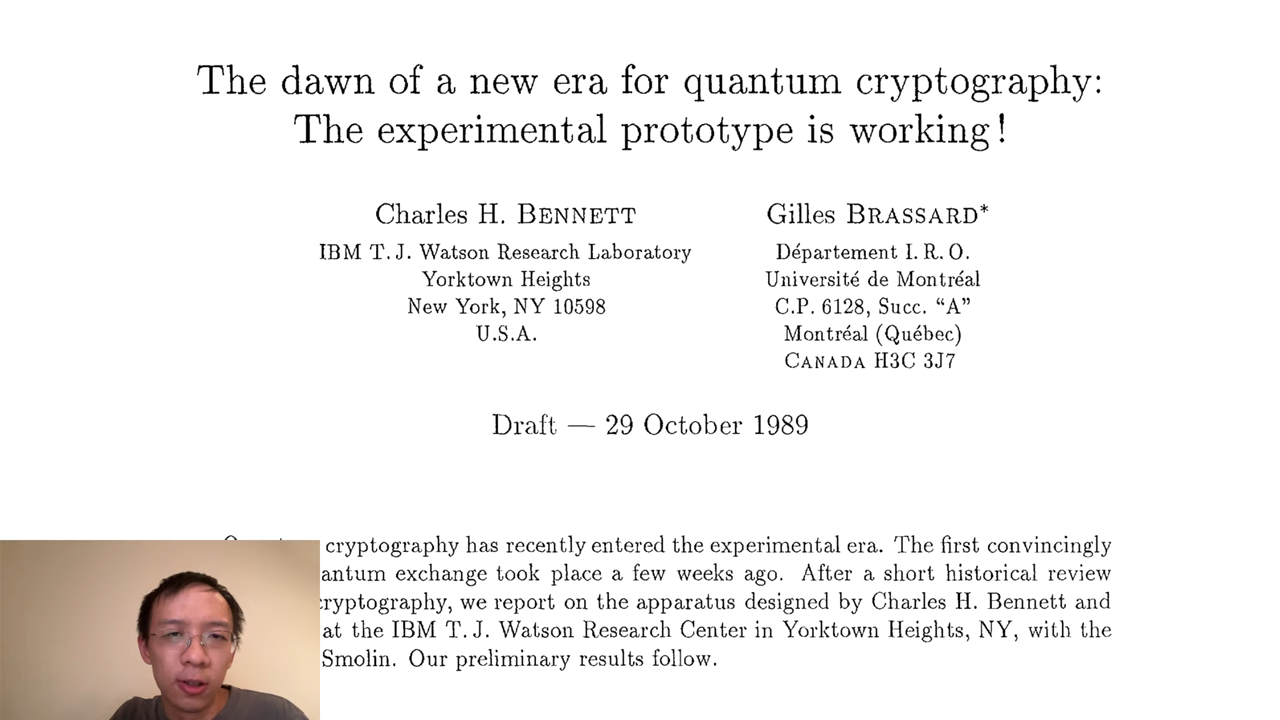 The dawn of a new era for quantum cryptography:
The experimental prototype is working!
Charles H. BENNETT
IBM T. J. Watson Research Laboratory
Yorktown Heights
New York, NY 10598
U.S.A.
Gilles BRASSARD*
Département I. R. O.
Université de Montréal
C.P. 6128, Succ. “A”
Montréal (Québec)
CANADA H3C 3J7
Draft — 29 October 1989
cryptography has recently entered the experimental era. The first convincingly
exchange took place a few weeks ago. After a short historical review
we report on the apparatus designed by Charles H. Bennett and
at the IBM T. J. Watson Research Center in Yorktown Heights, NY, with the
Smolin. Our preliminary results follow.